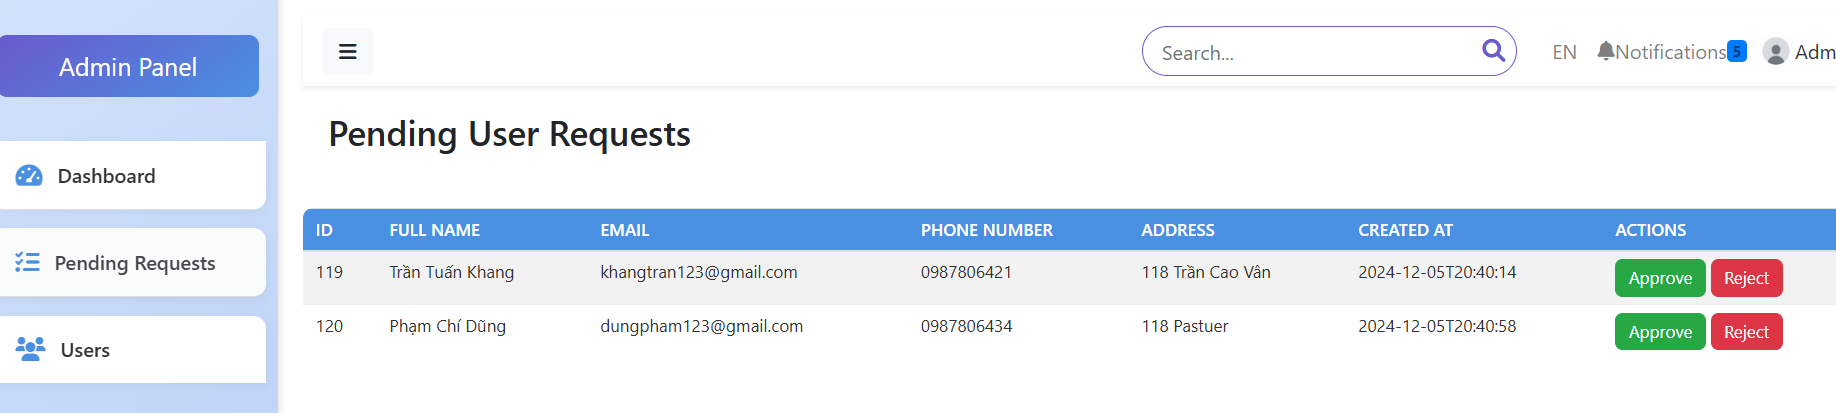 Admin Panel
Search...
EN
Notifications 5
Adm
Dashboard
Pending Requests
Users
Pending User Requests
ID FULL NAME EMAIL PHONE NUMBER ADDRESS CREATED AT ACTIONS
119 Trần Tuấn Khang khangtran123@gmail.com 0987806421 118 Trần Cao Vân 2024-12-05T20:40:14 Approve Reject
120 Phạm Chí Dũng dungpham123@gmail.com 0987806434 118 Pastuer 2024-12-05T20:40:58 Approve Reject